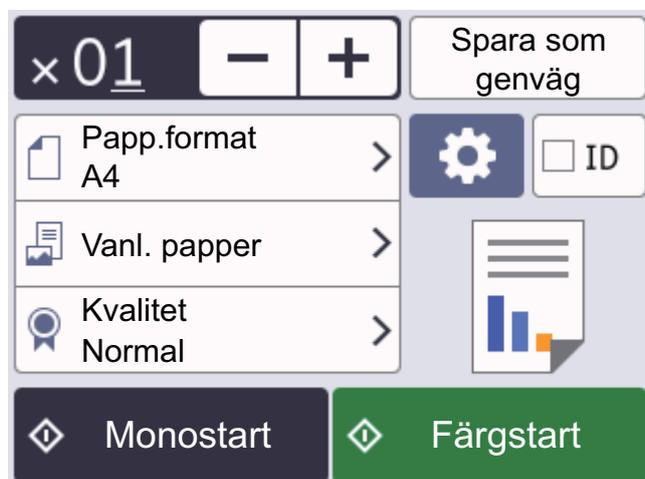 ×01 − +
Spara som
genväg
Papp.format
A4
ID
Vanl. papper
Kvalitet
Normal
Monostart
Färgstart